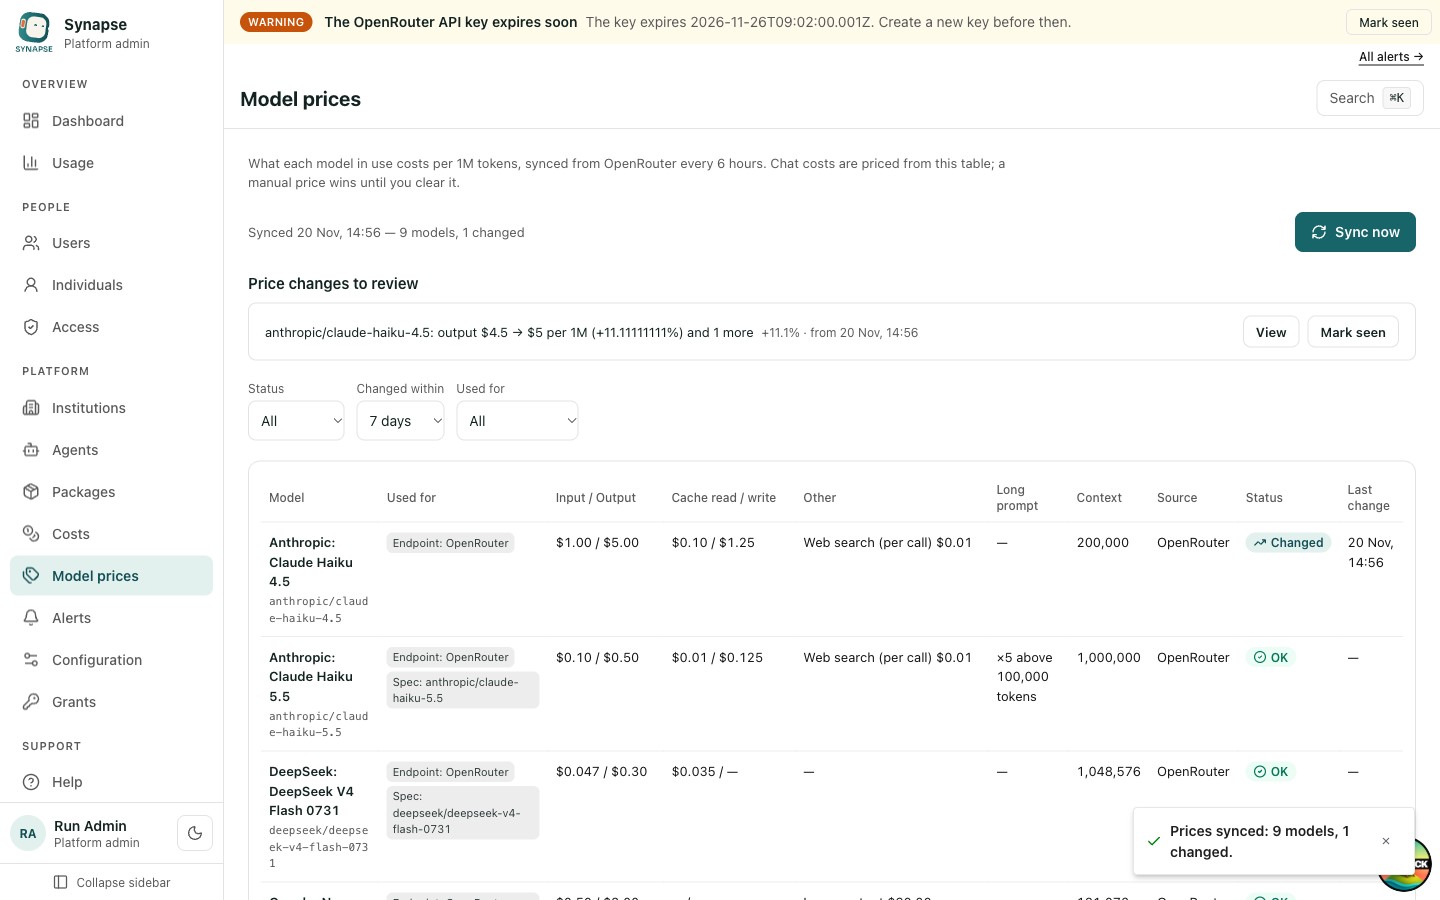 Synapse
Platform admin
SYNAPSE
OVERVIEW
Dashboard
Usage
PEOPLE
Users
Individuals
Access
PLATFORM
Institutions
Agents
Packages
Costs
Model prices
Alerts
Configuration
Grants
SUPPORT
Help
RA
Run Admin
Platform admin
Collapse sidebar
WARNING The OpenRouter API key expires soon The key expires 2026-11-26T09:02:00.001Z. Create a new key before then. Mark seen
All alerts →
Model prices
Search ⌘K
What each model in use costs per 1M tokens, synced from OpenRouter every 6 hours. Chat costs are priced from this table; a
manual price wins until you clear it.
Synced 20 Nov, 14:56 — 9 models, 1 changed
Sync now
Price changes to review
anthropic/claude-haiku-4.5: output $4.5 → $5 per 1M (+11.11111111%) and 1 more +11.1% · from 20 Nov, 14:56 View Mark seen
Status Changed within Used for
All 7 days All
Model Used for Input / Output Cache read / write Other Long prompt Context Source Status Last change
Anthropic:
Claude Haiku
4.5
anthropic/claud
e-haiku-4.5
Endpoint: OpenRouter
$1.00 / $5.00
$0.10 / $1.25
Web search (per call) $0.01
—
200,000
OpenRouter
Changed
20 Nov,
14:56
Anthropic:
Claude Haiku
5.5
anthropic/claud
e-haiku-5.5
Endpoint: OpenRouter
Spec: anthropic/claude-
haiku-5.5
$0.10 / $0.50
$0.01 / $0.125
Web search (per call) $0.01
×5 above
100,000
tokens
1,000,000
OpenRouter
OK
—
DeepSeek:
DeepSeek V4
Flash 0731
deepseek/deepse
ek-v4-flash-073
1
Endpoint: OpenRouter
Spec:
deepseek/deepseek-v4-
flash-0731
$0.047 / $0.30
$0.035 / —
—
—
1,048,576
OpenRouter
OK
—
Prices synced: 9 models, 1
changed.
×